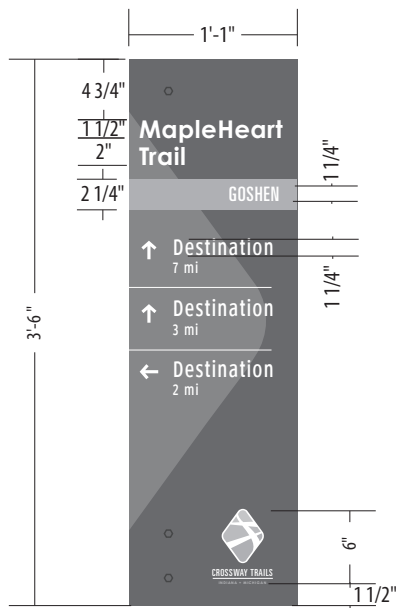 1'-1"
4 3/4"
1 1/2"
2"
2 1/4"
MapleHeart
Trail
GOSHEN
1 1/4"
1 1/4"
Destination
7 mi
Destination
3 mi
Destination
2 mi
3'-6"
CROSSWAY TRAILS
INDIANA • MICHIGAN
6"
1 1/2"